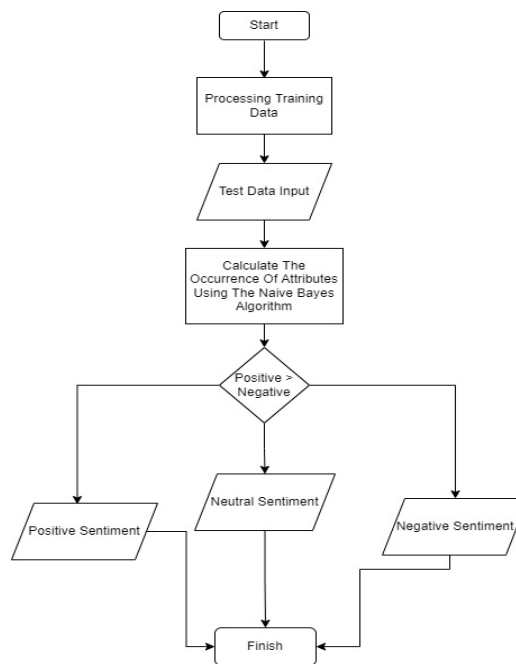 Start
Processing Training
Data
Test Data Input
Calculate The
Occurrence Of Attributes
Using The Naive Bayes
Algorithm
Positive >
Negative
Positive Sentiment
Neutral Sentiment
Negative Sentiment
Finish